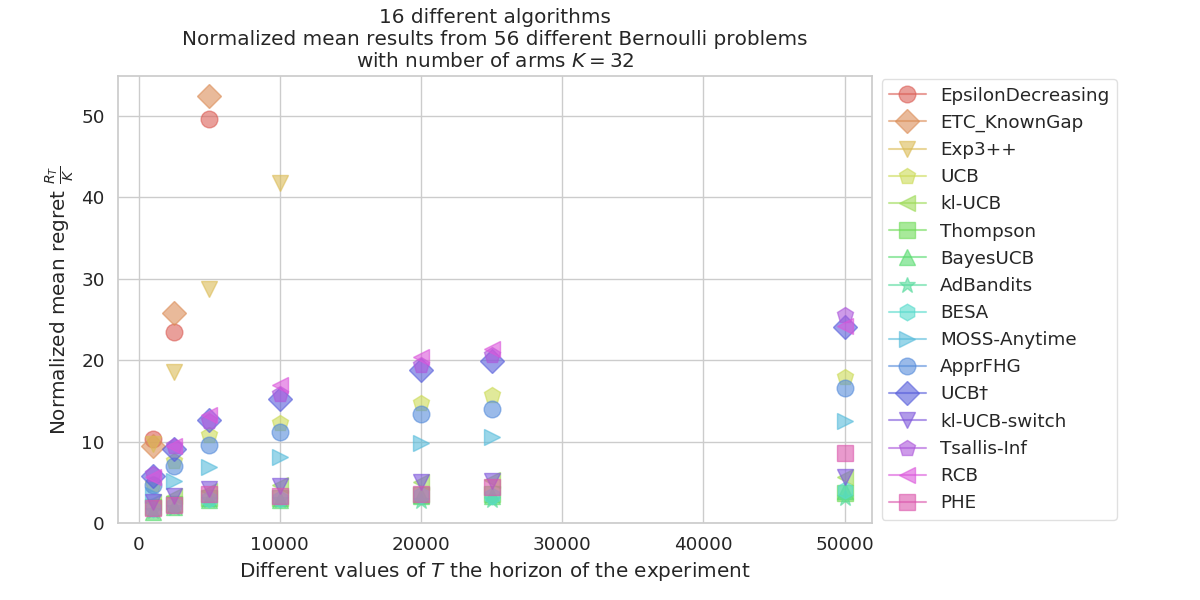 16 different algorithms
Normalized mean results from 56 different Bernoulli problems
with number of arms K = 32
Normalized mean regret R_T/K
50
40
30
20
10
0
0 10000 20000 30000 40000 50000
Different values of T the horizon of the experiment
EpsilonDecreasing
ETC_KnownGap
Exp3++
UCB
kl-UCB
Thompson
BayesUCB
AdBandits
BESA
MOSS-Anytime
ApprFHG
UCB†
kl-UCB-switch
Tsallis-Inf
RCB
PHE